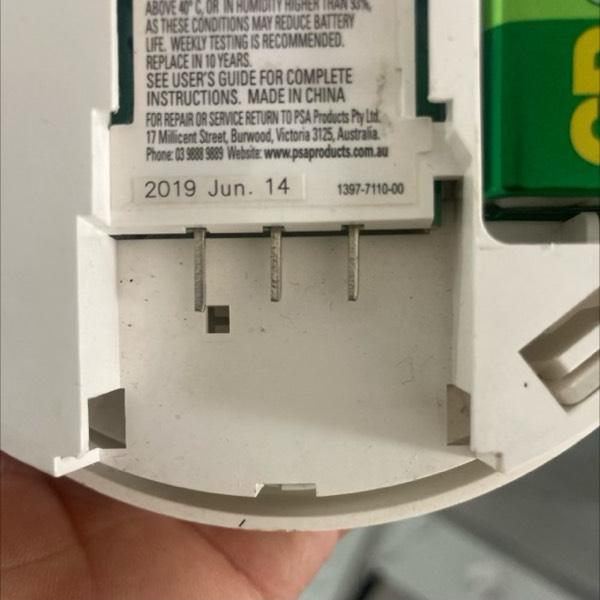 ABOVE 40° C, OR IN HUMIDITY HIGHER THAN 93%,
AS THESE CONDITIONS MAY REDUCE BATTERY
LIFE. WEEKLY TESTING IS RECOMMENDED.
REPLACE IN 10 YEARS.
SEE USER'S GUIDE FOR COMPLETE
INSTRUCTIONS. MADE IN CHINA
FOR REPAIR OR SERVICE RETURN TO PSA Products Pty Ltd.
17 Millicent Street, Burwood, Victoria 3125, Australia.
Phone: 03 9888 9889 Website: www.psaproducts.com.au
2019 Jun. 14
1397-7110-00